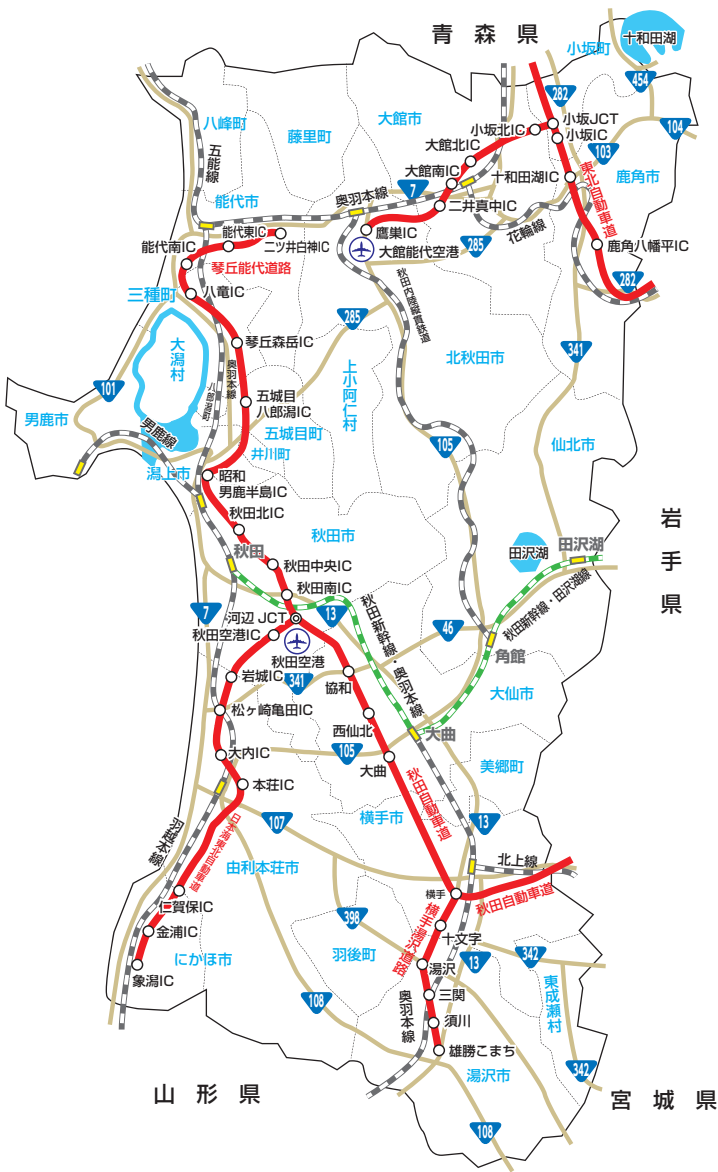 青森県
十和田湖
小坂町
454
282
104
八峰町
藤里町
大館市
小坂JCT
小坂北IC
小坂IC
大館北IC
103
五能線
大館南IC
十和田湖IC
鹿角市
能代市
奥羽本線
7
東北自動車道
二井真中IC
能代東IC
鷹巣IC
花輪線
能代南IC
二ツ井白神IC
大館能代空港
285
鹿角八幡平IC
琴丘能代道路
282
八竜IC
秋田内陸縦貫鉄道
三種町
285
琴丘森岳IC
341
大潟村
奥羽本線
上小阿仁村
北秋田市
101
八郎潟町
五城目
八郎潟IC
男鹿市
男鹿線
五城目町
105
仙北市
井川町
潟上市
昭和
男鹿半島IC
秋田北IC
岩手県
秋田市
秋田
田沢湖
田沢湖
秋田中央IC
秋田新幹線・田沢湖線
秋田南IC
秋田新幹線・奥羽本線
7
河辺JCT
13
46
秋田空港IC
角館
秋田空港
岩城IC
341
協和
大仙市
松ヶ崎亀田IC
西仙北
大曲
大内IC
105
大曲
美郷町
本荘IC
秋田自動車道
横手市
107
13
羽越本線
日本海東北自動車道
北上線
由利本荘市
横手
秋田自動車道
仁賀保IC
398
横手湯沢道路
金浦IC
十文字
にかほ市
羽後町
342
13
象潟IC
湯沢
東成瀬村
三関
108
奥羽本線
須川
雄勝こまち
342
湯沢市
山形県
宮城県
108